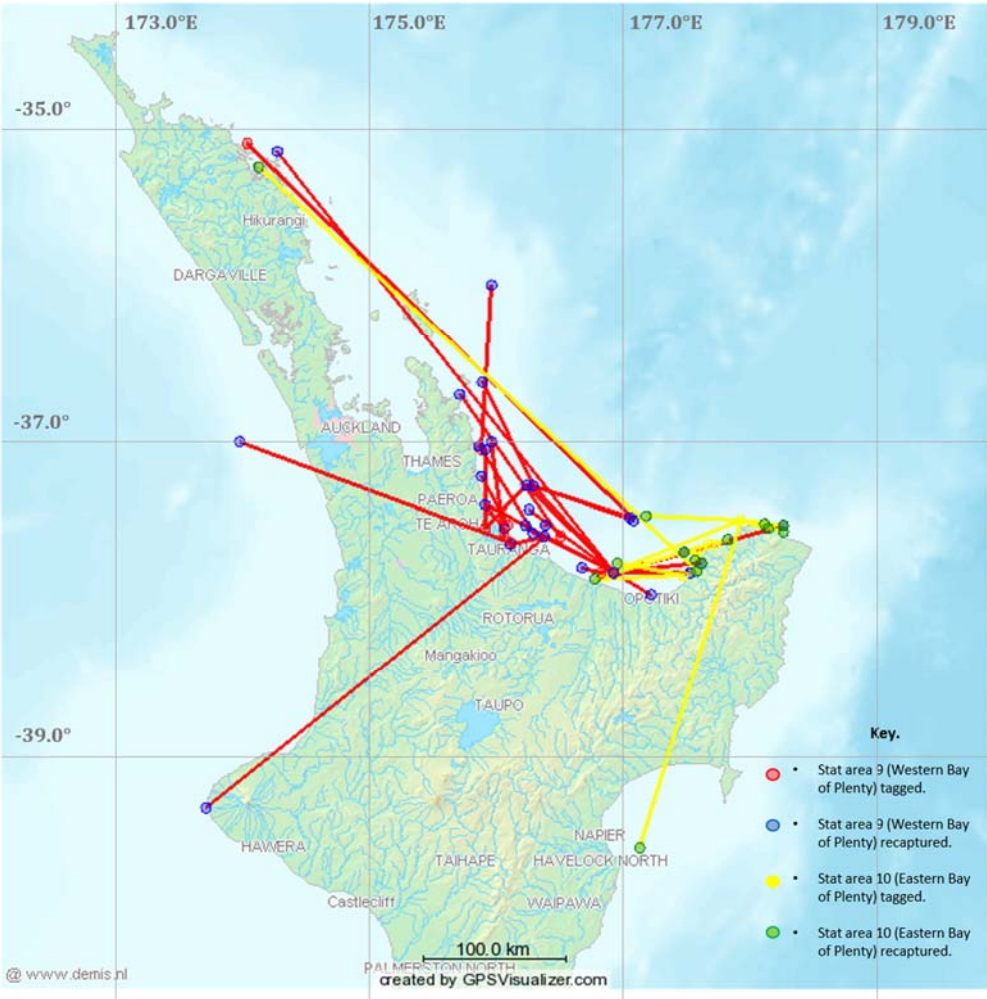 173.0°E 175.0°E 177.0°E 179.0°E
-35.0°
Hikurangi
DARGAVILLE
-37.0°
AUCKLAND
THAMES
PAEROA
TE AROHA
TAURANGA
OPOTIKI
ROTORUA
Mangakino
TAUPO
-39.0°
Key.
• Stat area 9 (Western Bay
of Plenty) tagged.
• Stat area 9 (Western Bay
of Plenty) recaptured.
• Stat area 10 (Eastern Bay
of Plenty) tagged.
• Stat area 10 (Eastern Bay
of Plenty) recaptured.
NAPIER
HAWERA TAIHAPE HAVELOCK NORTH
Castlecliff WAIPAWA
100.0 km
PALMERSTON NORTH
@ www.demis.nl
created by GPSVisualizer.com